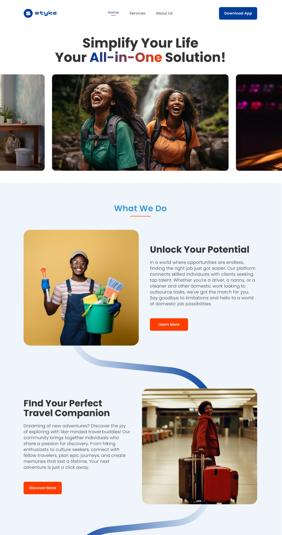 styke
Home Services About Us Download App
Simplify Your Life
Your All-in-One Solution!
What We Do
Unlock Your Potential
In a world where opportunities are endless,
finding the right job just got easier. Our platform
connects skilled individuals with clients seeking
top talent. Whether you're a driver, a nanny, or a
cleaner and other domestic work looking to
outsource tasks, we've got the match for you.
Say goodbye to limitations and hello to a world
of domestic job possibilities.
Learn More
Find Your Perfect
Travel Companion
Dreaming of new adventures? Discover the joy
of exploring with like-minded travel buddies! Our
community brings together individuals who
share a passion for discovery. From hiking
enthusiasts to culture seekers, connect with
fellow travelers, plan epic journeys, and create
memories that last a lifetime. Your next
adventure is just a click away.
Discover More